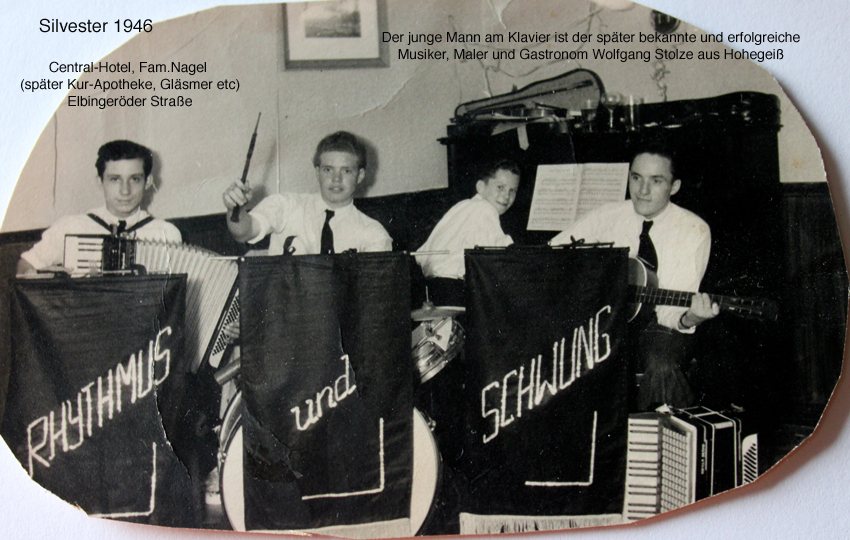 Silvester 1946
Central-Hotel, Fam.Nagel
(später Kur-Apotheke, Gläsmer etc)
Elbingeröder Straße
Der junge Mann am Klavier ist der später bekannte und erfolgreiche
Musiker, Maler und Gastronom Wolfgang Stolze aus Hohegeiß
RHYTHMUS
und
SCHWUNG